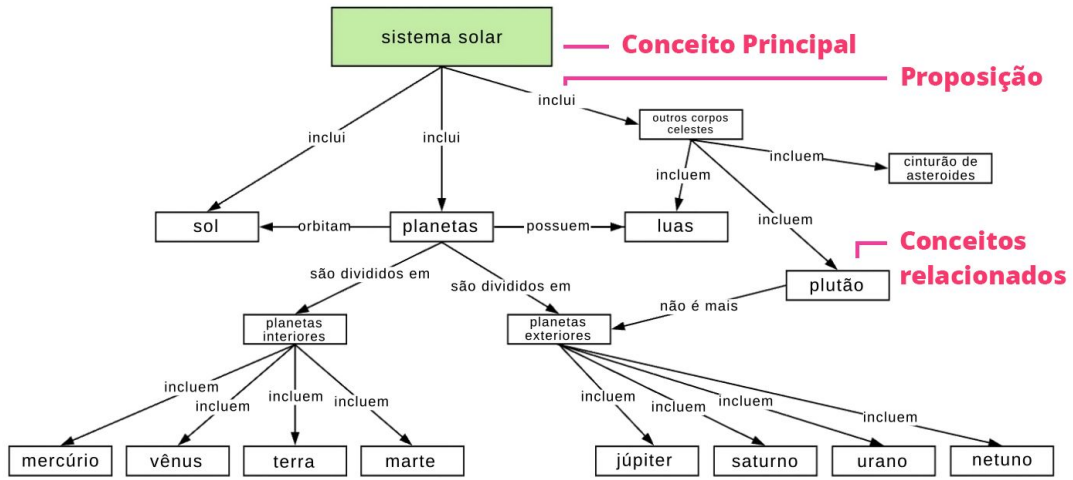 sistema solar
Conceito Principal
Proposição
inclui
outros corpos
celestes
inclui
inclui
incluem
cinturão de
asteroides
incluem
incluem
sol
orbitam
planetas
possuem
luas
Conceitos
relacionados
são divididos em
são divididos em
plutão
não é mais
planetas
interiores
planetas
exteriores
incluem
incluem
incluem
incluem
incluem
incluem
incluem
incluem
mercúrio
vênus
terra
marte
júpiter
saturno
urano
netuno